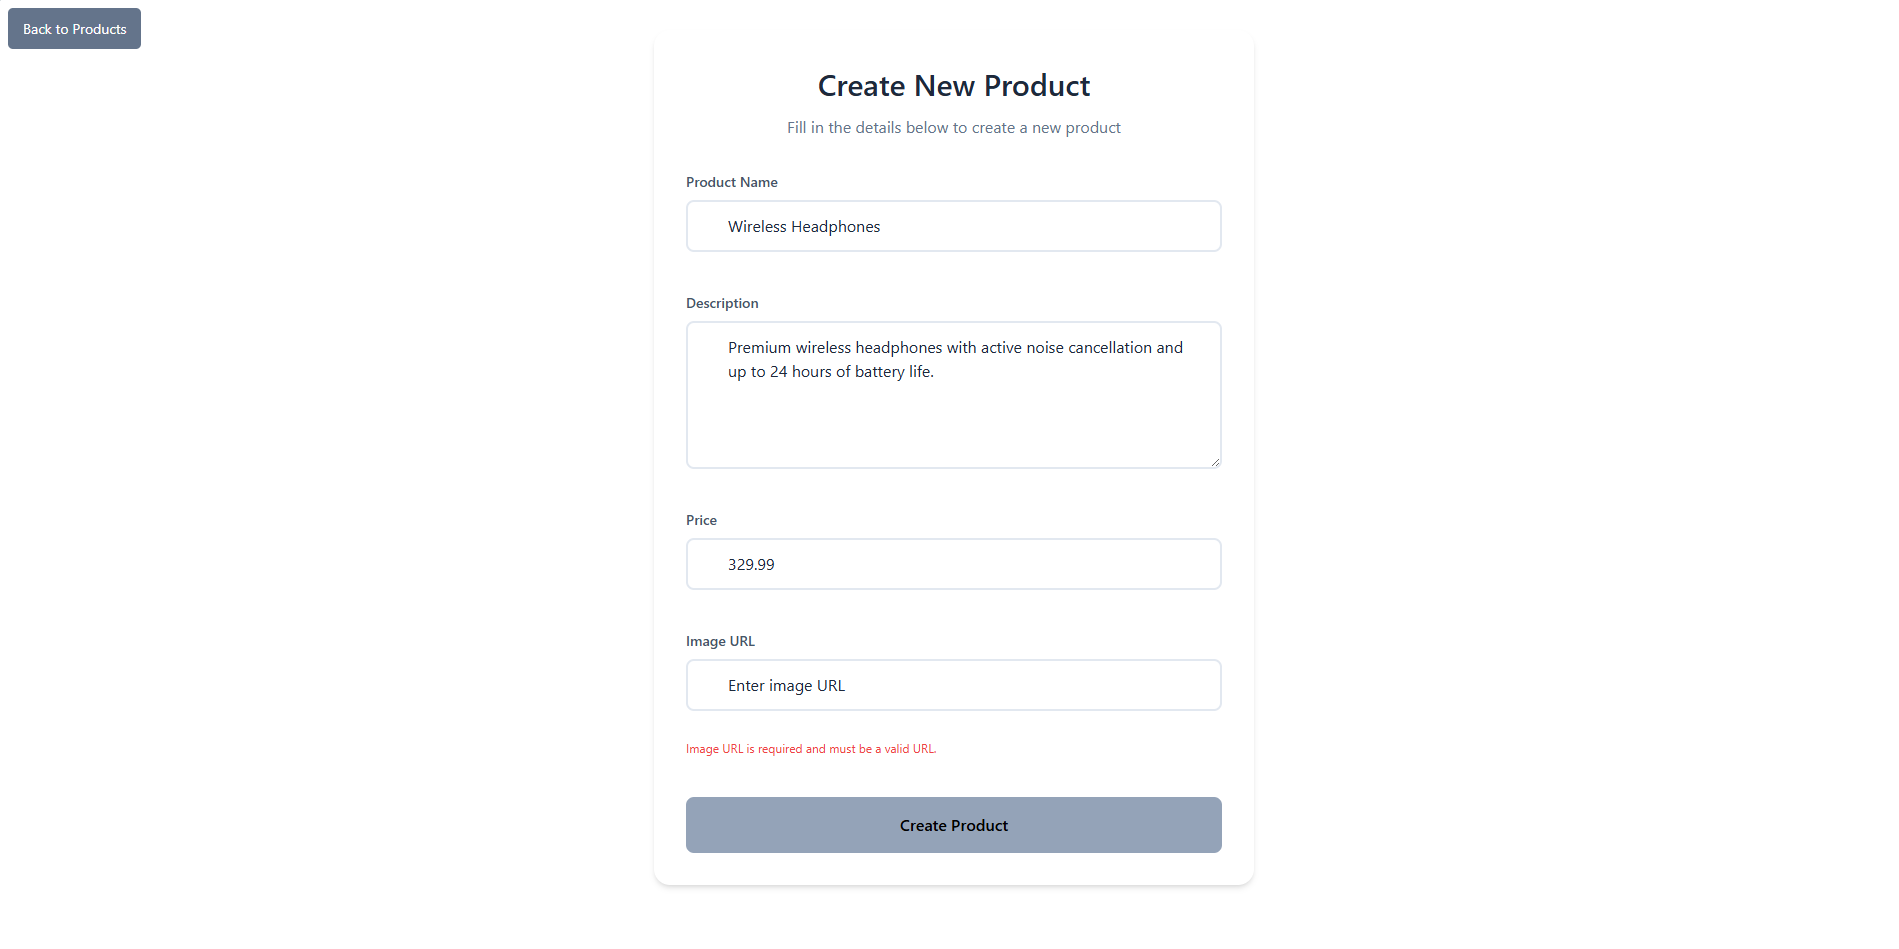 Back to Products
Create New Product
Fill in the details below to create a new product
Product Name
Wireless Headphones
Description
Premium wireless headphones with active noise cancellation and
up to 24 hours of battery life.
Price
329.99
Image URL
Enter image URL
Image URL is required and must be a valid URL.
Create Product